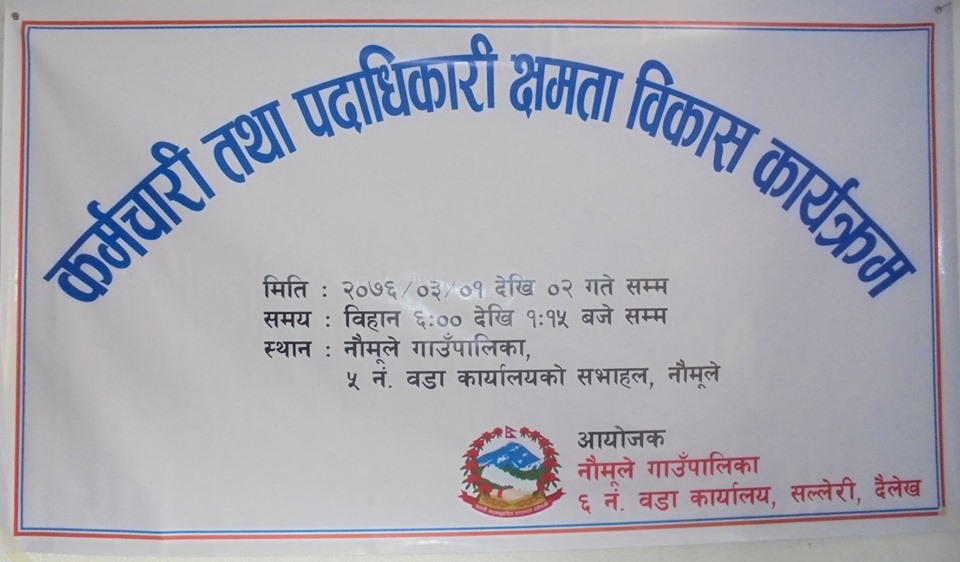 कर्मचारी तथा पदाधिकारी क्षमता विकास कार्यक्रम
मिति : २०७६/०३/०१ देखि ०२ गते सम्म
समय : विहान ६:०० देखि १:१५ बजे सम्म
स्थान : नौमूले गाउँपालिका,
५ नं. वडा कार्यालयको सभाहल, नौमूले
आयोजक
नौमूले गाउँपालिका
६ नं. वडा कार्यालय, सल्लेरी, दैलेख